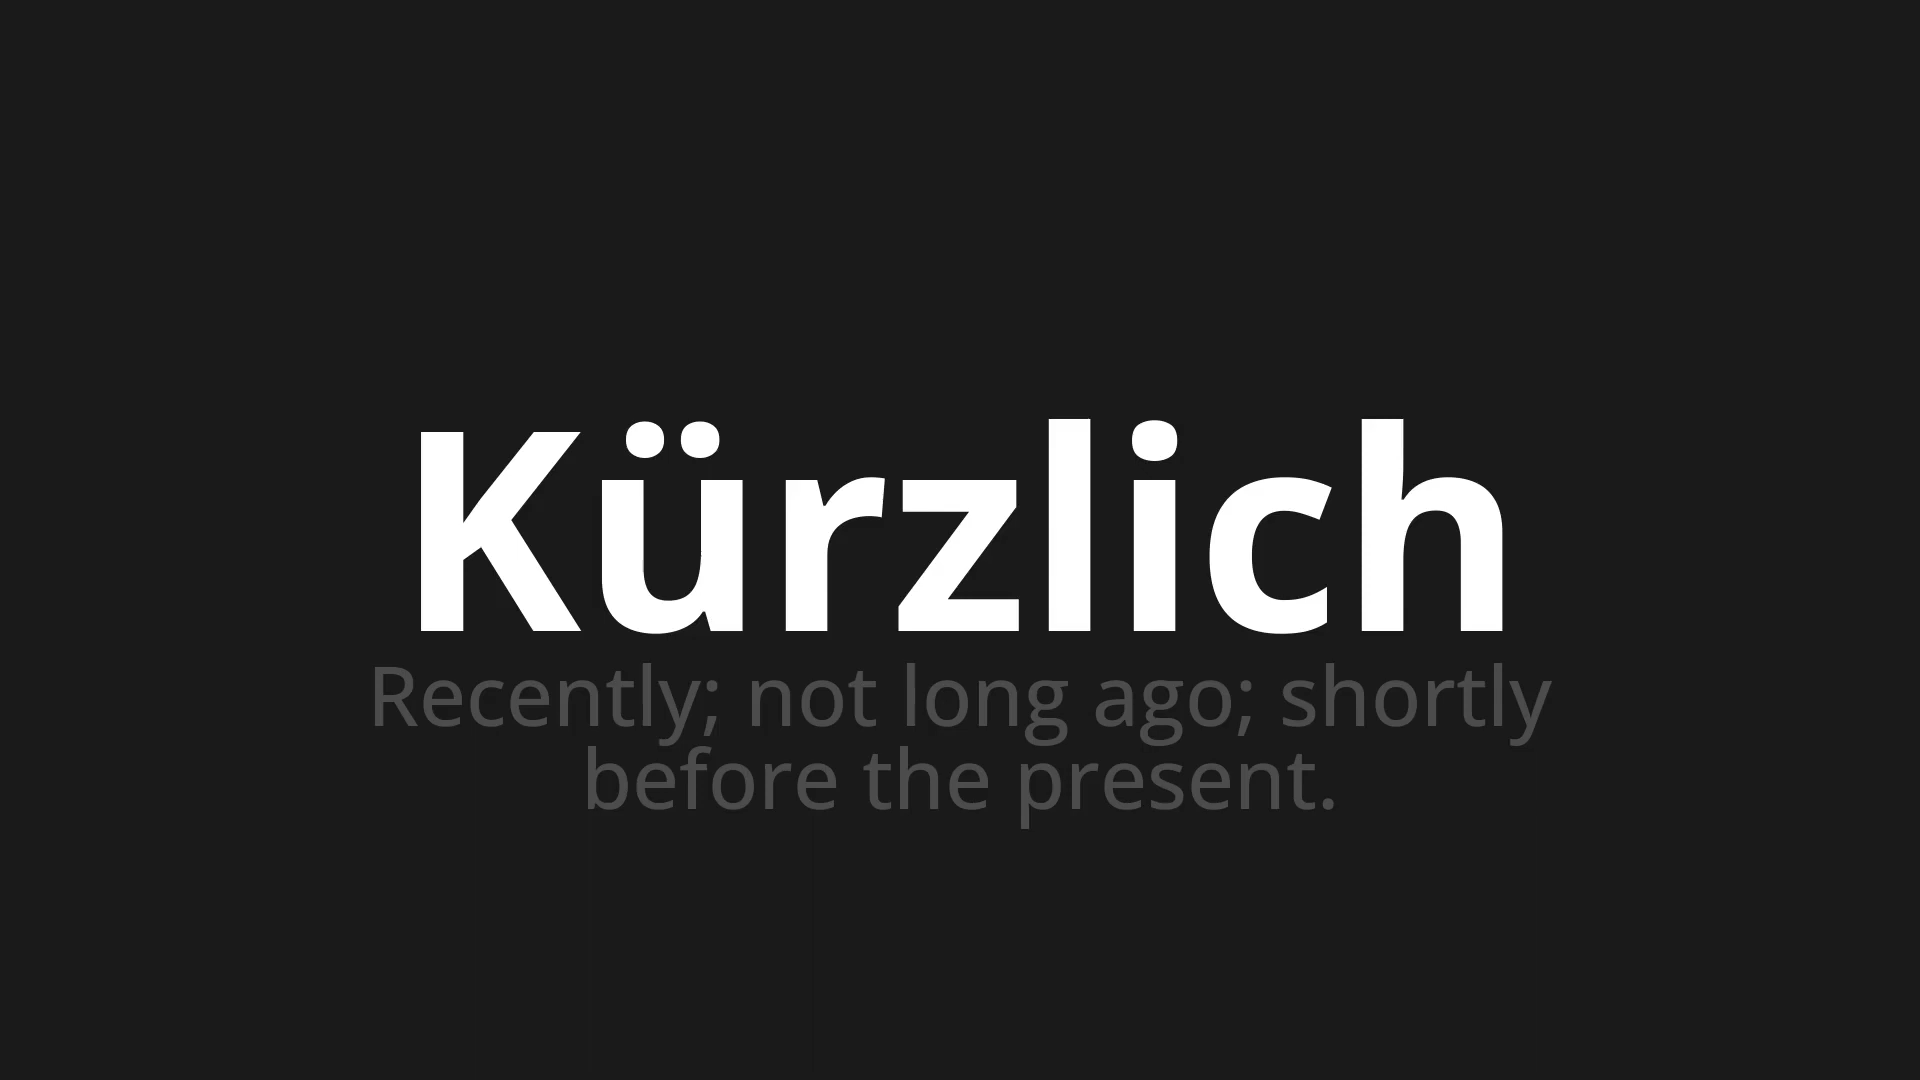 Kürzlich
Recently; not long ago; shortly
before the present.